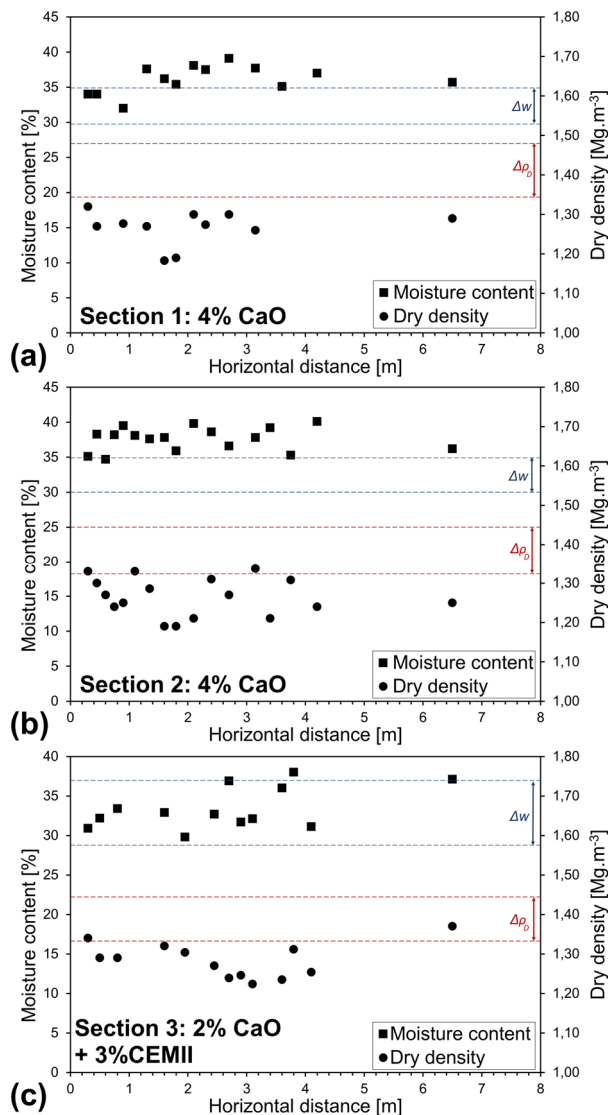 45
40
35
30
25
20
15
10
5
0
Moisture content [%]
1,80
1,70
1,60
1,50
1,40
1,30
1,20
1,10
1,00
Dry density [Mg.m-3]
Δw
ΔρD
Moisture content
Dry density
Section 1: 4% CaO
0 1 2 3 4 5 6 7 8
Horizontal distance [m]
(a)
45
40
35
30
25
20
15
10
5
0
Moisture content [%]
1,80
1,70
1,60
1,50
1,40
1,30
1,20
1,10
1,00
Dry density [Mg.m-3]
Δw
ΔρD
Moisture content
Dry density
Section 2: 4% CaO
0 1 2 3 4 5 6 7 8
Horizontal distance [m]
(b)
40
35
30
25
20
15
10
5
0
Moisture content [%]
1,80
1,70
1,60
1,50
1,40
1,30
1,20
1,10
1,00
Dry density [Mg.m-3]
Δw
ΔρD
Moisture content
Dry density
Section 3: 2% CaO
+ 3%CEMII
0 1 2 3 4 5 6 7 8
Horizontal distance [m]
(c)